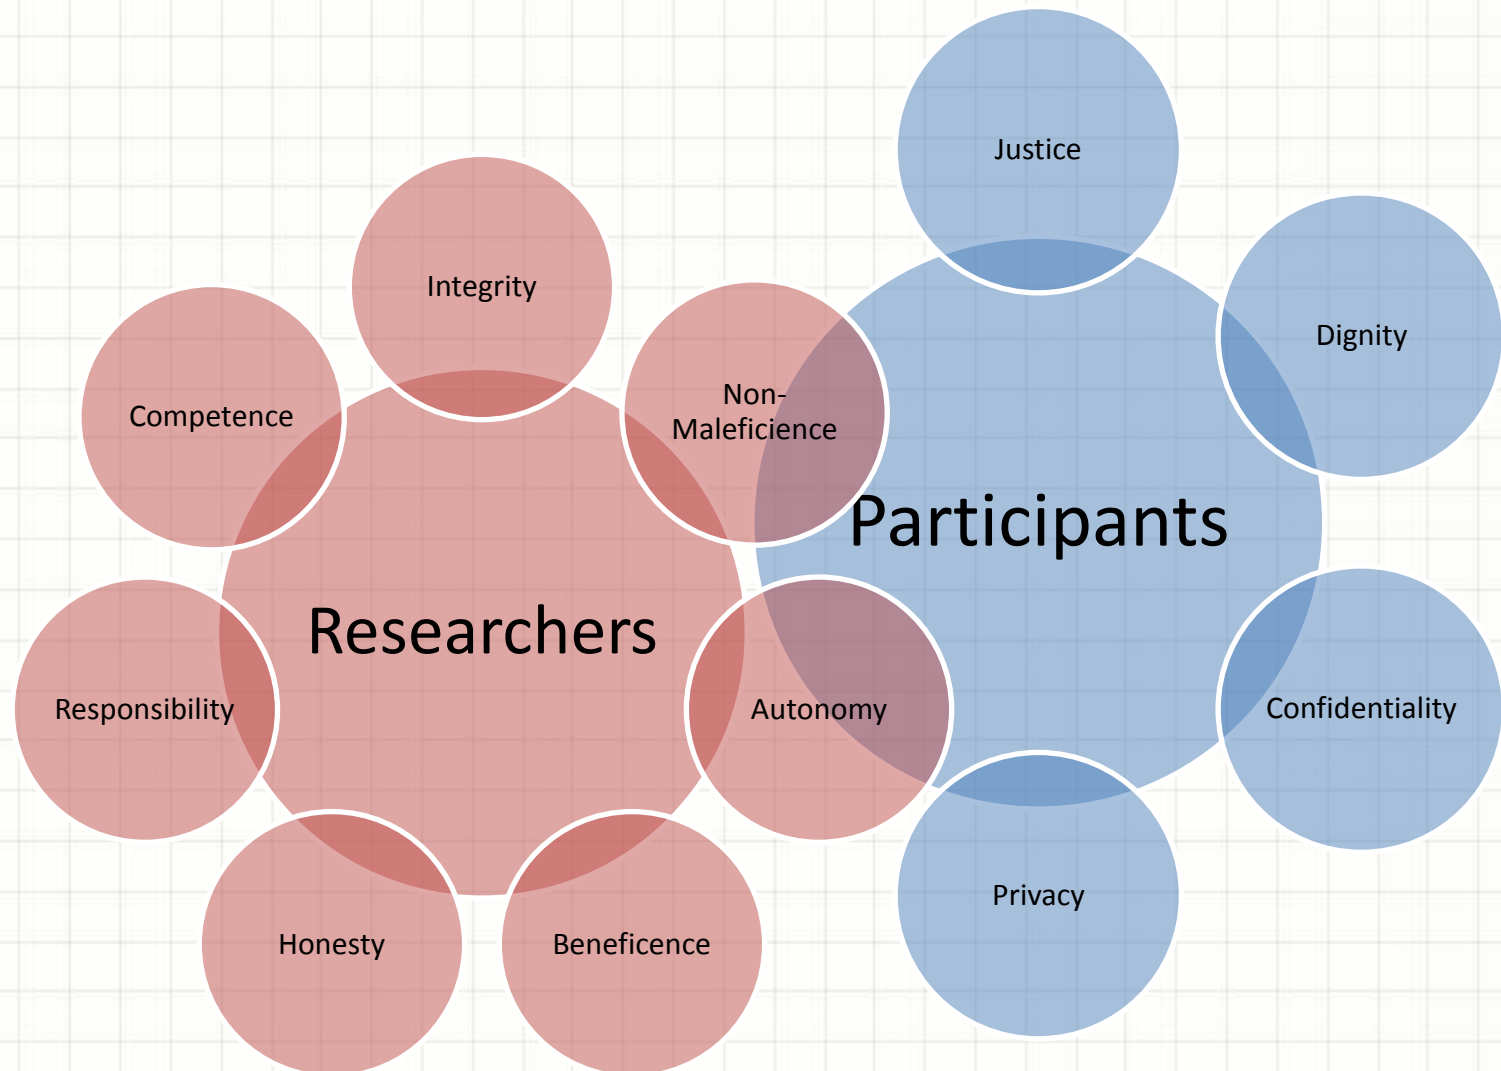 Justice
Integrity
Dignity
Competence
Non-
Maleficience
Participants
Researchers
Responsibility
Autonomy
Confidentiality
Privacy
Honesty
Beneficence